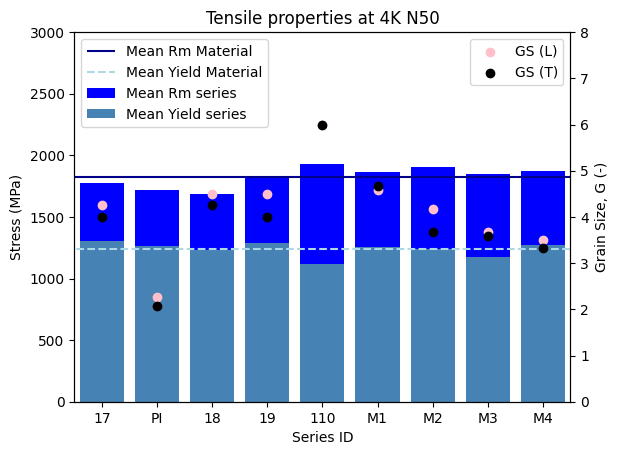 Tensile properties at 4K N50
3000
2500
2000
1500
1000
500
0
Stress (MPa)
Mean Rm Material
Mean Yield Material
Mean Rm series
Mean Yield series
GS (L)
GS (T)
8
7
6
5
4
3
2
1
0
Grain Size, G (-)
17 PI 18 19 110 M1 M2 M3 M4
Series ID